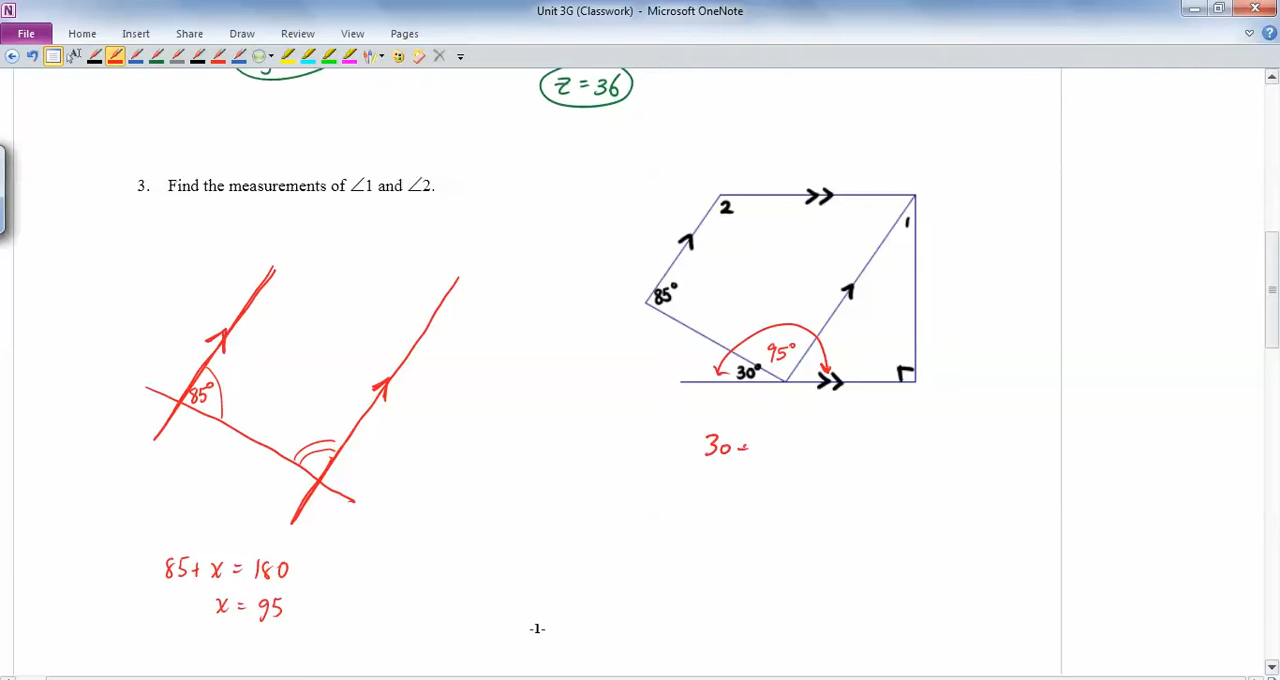 Unit 3G (Classwork) - Microsoft OneNote
File Home Insert Share Draw Review View Pages
z = 36
3. Find the measurements of ∠1 and ∠2.
2
1
85°
95°
30°
85°
30
85 + x = 180
x = 95
-1-